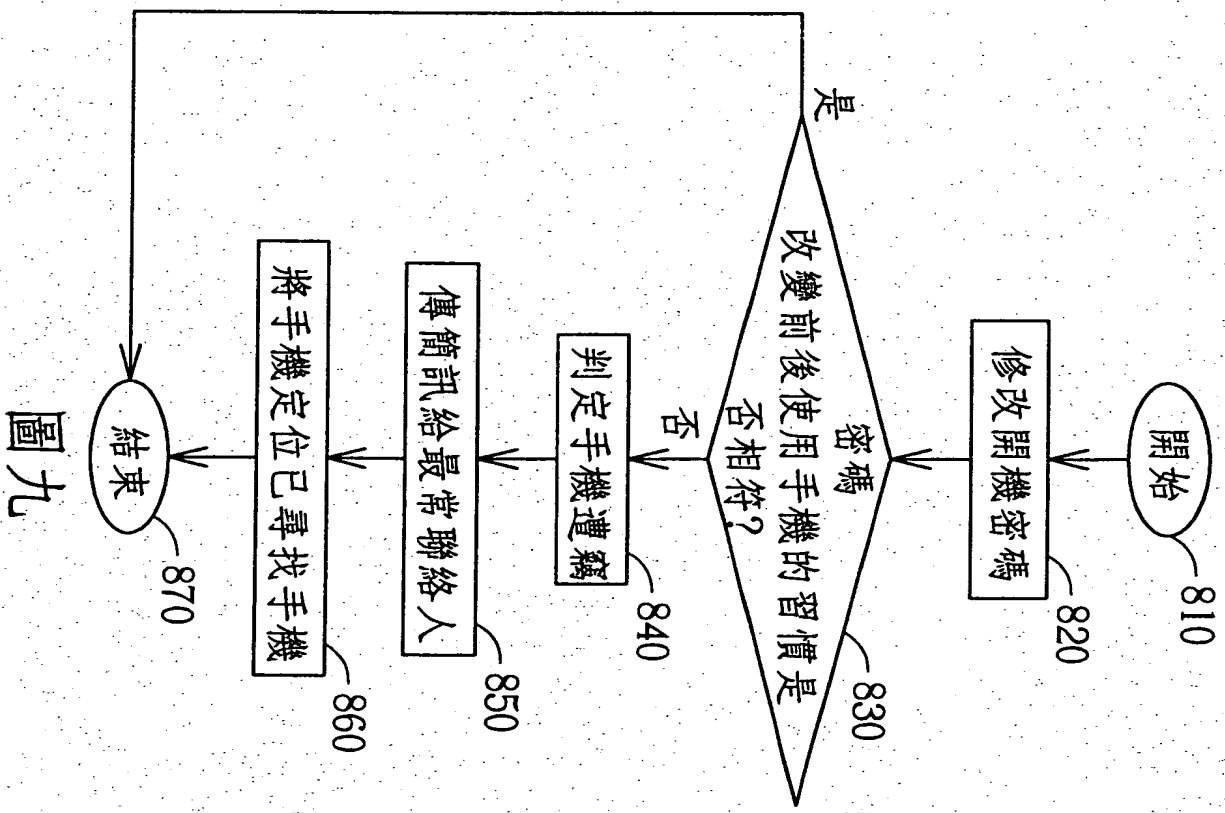 開始
810
修改開機密碼
820
密碼
改變前後使用手機的習慣是
否相符?
830
是
否
判定手機遭竊
840
傳簡訊給最常聯絡人
850
將手機定位已尋找手機
860
結束
870
圖九